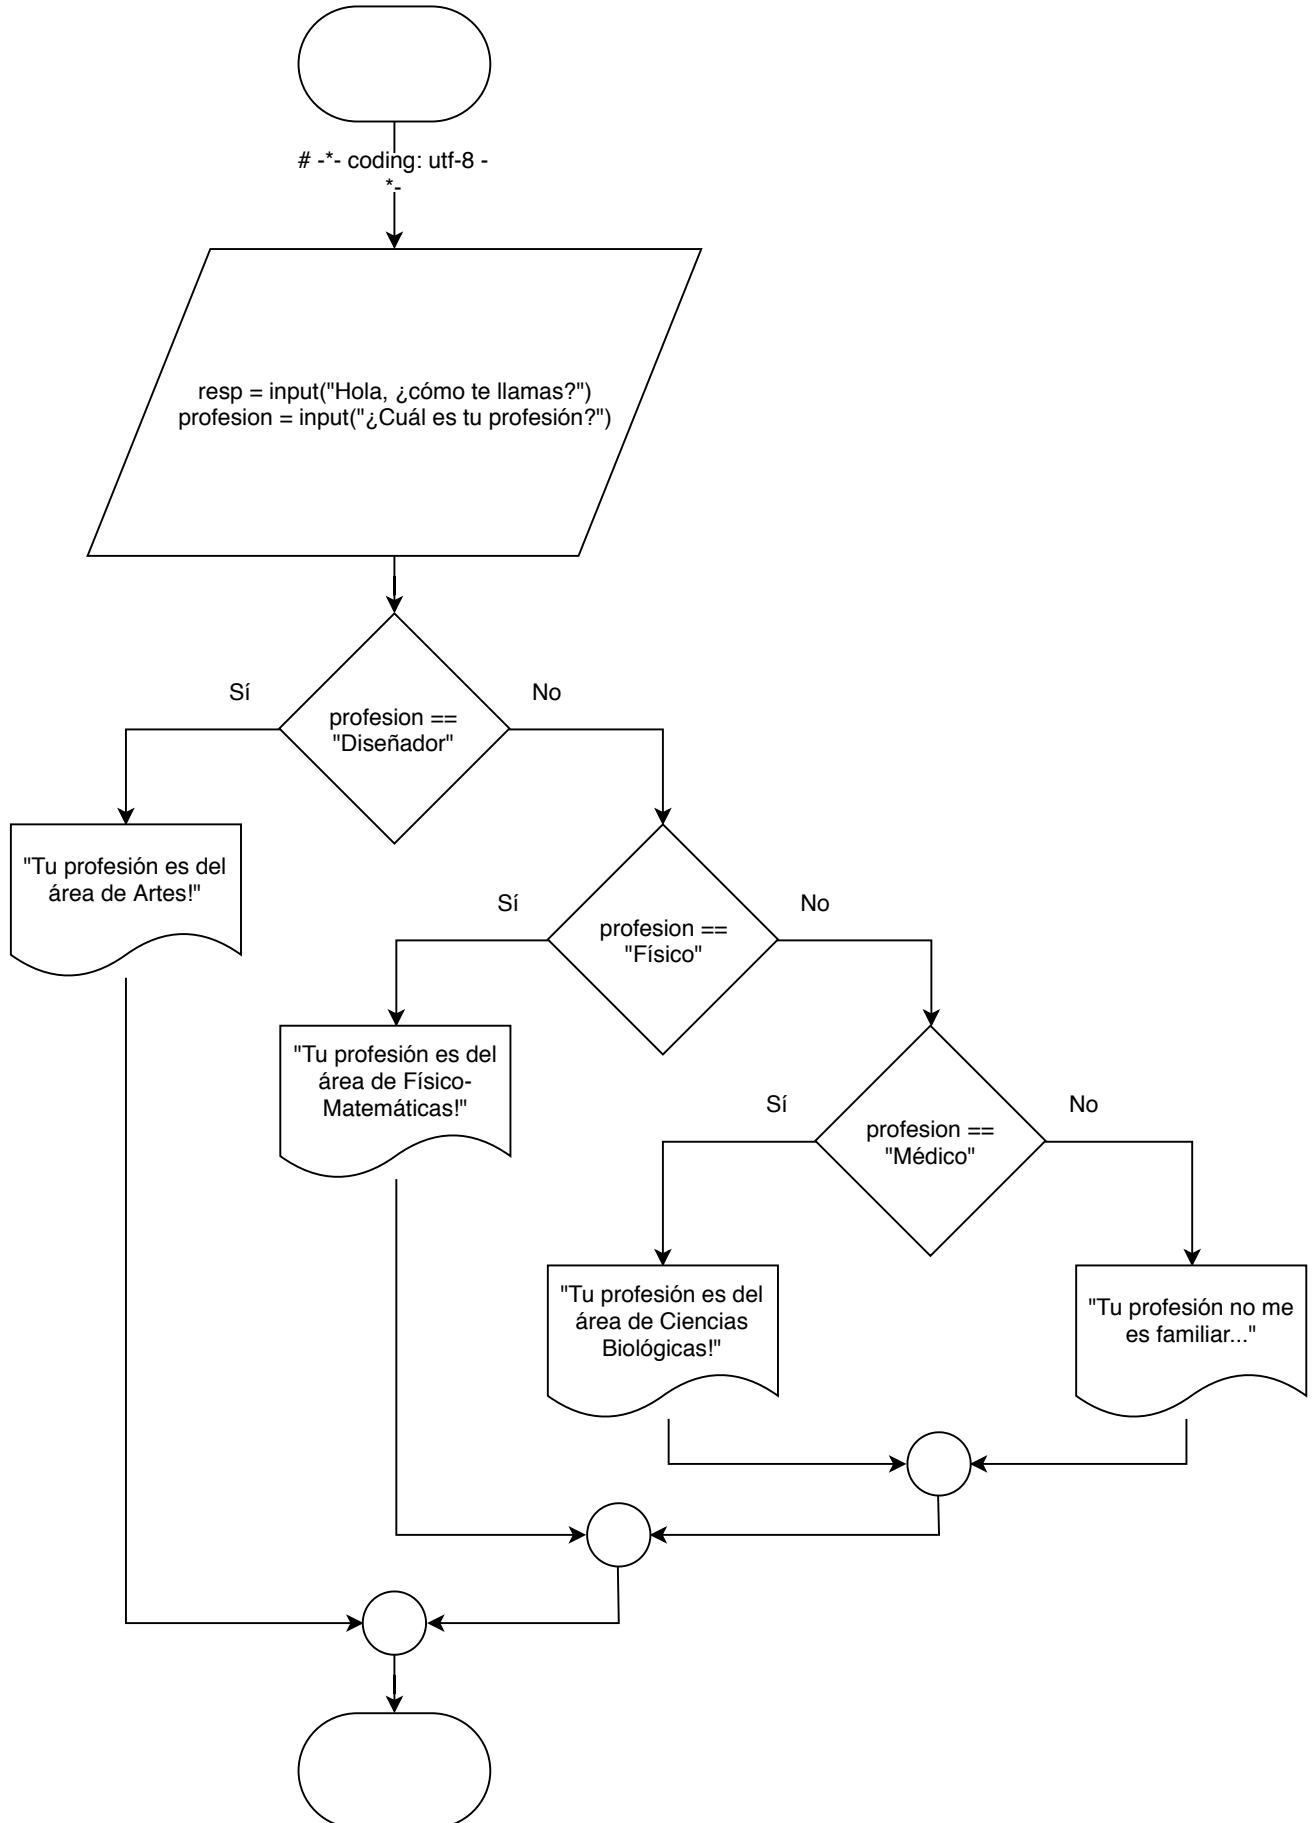 # -*- coding: utf-8 -
*-
resp = input("Hola, ¿cómo te llamas?")
profesion = input("¿Cuál es tu profesión?")
Sí
No
profesion ==
"Diseñador"
"Tu profesión es del
área de Artes!"
Sí
No
profesion ==
"Físico"
"Tu profesión es del
área de Físico-
Matemáticas!"
Sí
No
profesion ==
"Médico"
"Tu profesión es del
área de Ciencias
Biológicas!"
"Tu profesión no me
es familiar..."